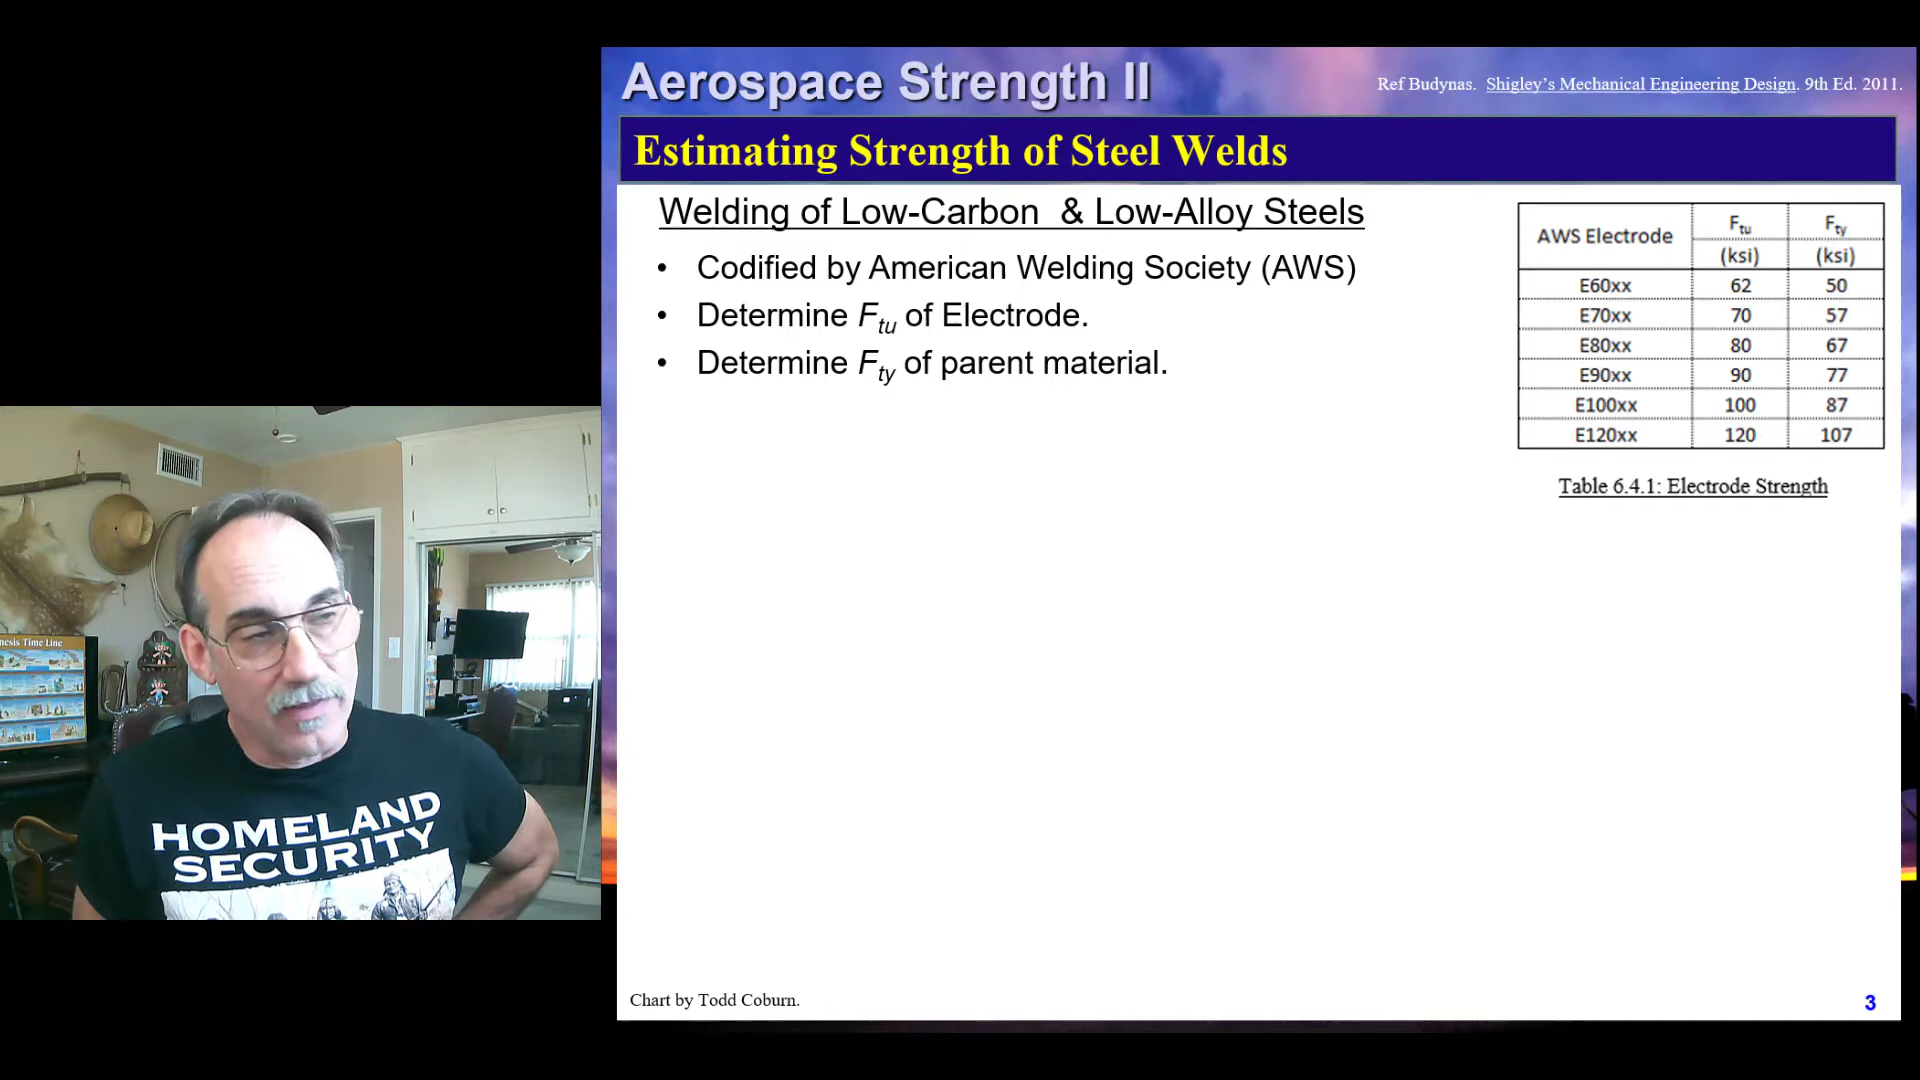 Aerospace Strength II
Ref Budynas. Shigley's Mechanical Engineering Design. 9th Ed. 2011.
Estimating Strength of Steel Welds
Welding of Low-Carbon & Low-Alloy Steels
• Codified by American Welding Society (AWS)
• Determine Ftu of Electrode.
• Determine Fty of parent material.
AWS Electrode Ftu Fty
(ksi) (ksi)
E60xx 62 50
E70xx 70 57
E80xx 80 67
E90xx 90 77
E100xx 100 87
E120xx 120 107
Table 6.4.1: Electrode Strength
nesis Time Line
HOMELAND
SECURITY
Chart by Todd Coburn.
3